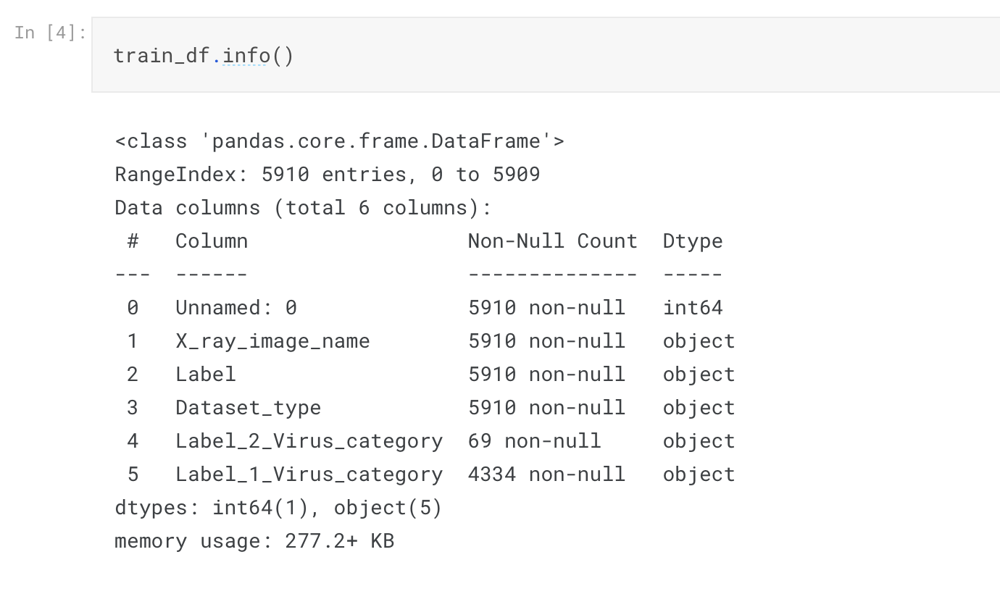 In [4]:
train_df.info()
<class 'pandas.core.frame.DataFrame'>
RangeIndex: 5910 entries, 0 to 5909
Data columns (total 6 columns):
 #   Column                  Non-Null Count  Dtype
---  ------                  --------------  -----
 0   Unnamed: 0              5910 non-null   int64
 1   X_ray_image_name        5910 non-null   object
 2   Label                   5910 non-null   object
 3   Dataset_type            5910 non-null   object
 4   Label_2_Virus_category  69 non-null     object
 5   Label_1_Virus_category  4334 non-null   object
dtypes: int64(1), object(5)
memory usage: 277.2+ KB